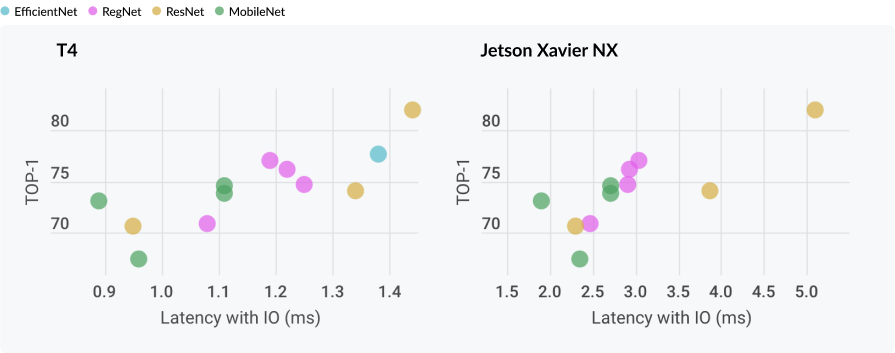 EfficientNet RegNet ResNet MobileNet
T4
TOP-1
80
75
70
0.9 1.0 1.1 1.2 1.3 1.4
Latency with IO (ms)
Jetson Xavier NX
TOP-1
80
75
70
1.5 2.0 2.5 3.0 3.5 4.0 4.5 5.0
Latency with IO (ms)